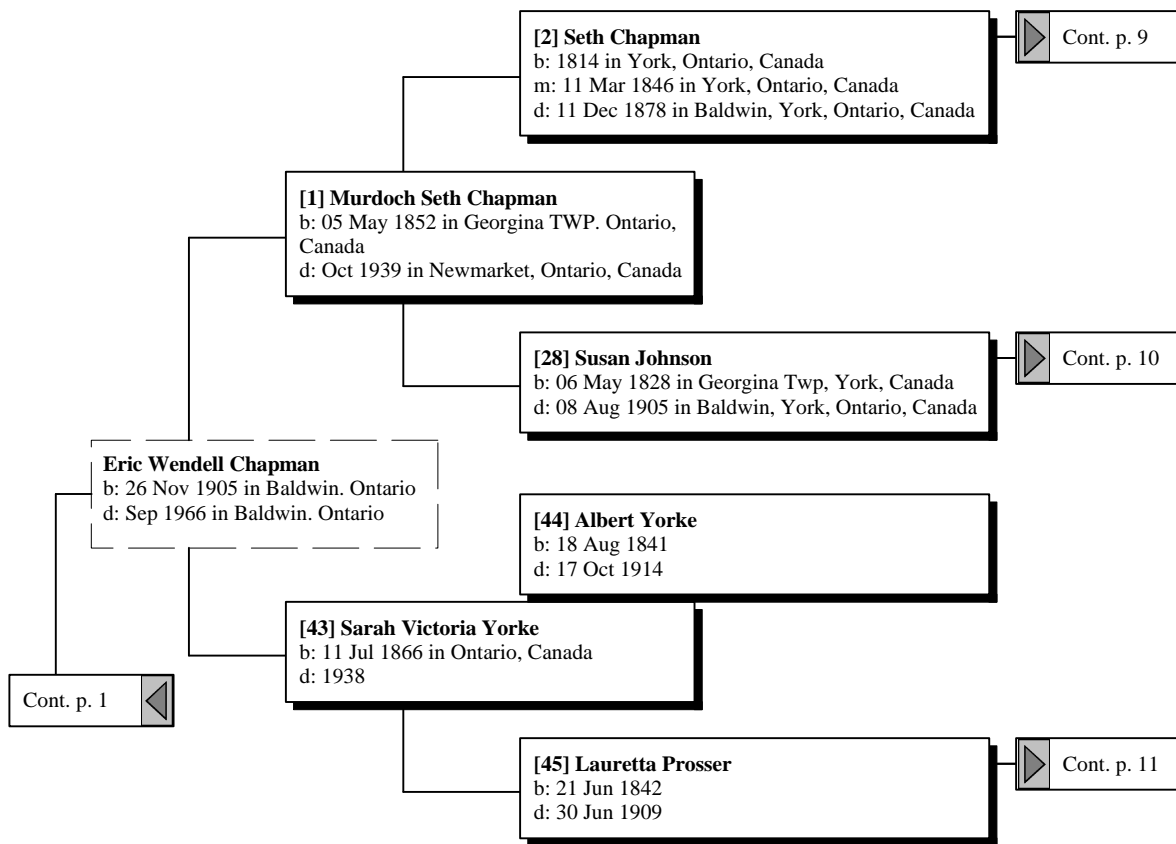 [2] Seth Chapman
b: 1814 in York, Ontario, Canada
m: 11 Mar 1846 in York, Ontario, Canada
d: 11 Dec 1878 in Baldwin, York, Ontario, Canada
Cont. p. 9
[1] Murdoch Seth Chapman
b: 05 May 1852 in Georgina TWP. Ontario,
Canada
d: Oct 1939 in Newmarket, Ontario, Canada
[28] Susan Johnson
b: 06 May 1828 in Georgina Twp, York, Canada
d: 08 Aug 1905 in Baldwin, York, Ontario, Canada
Cont. p. 10
Eric Wendell Chapman
b: 26 Nov 1905 in Baldwin. Ontario
d: Sep 1966 in Baldwin. Ontario
[44] Albert Yorke
b: 18 Aug 1841
d: 17 Oct 1914
[43] Sarah Victoria Yorke
b: 11 Jul 1866 in Ontario, Canada
d: 1938
Cont. p. 1
[45] Lauretta Prosser
b: 21 Jun 1842
d: 30 Jun 1909
Cont. p. 11